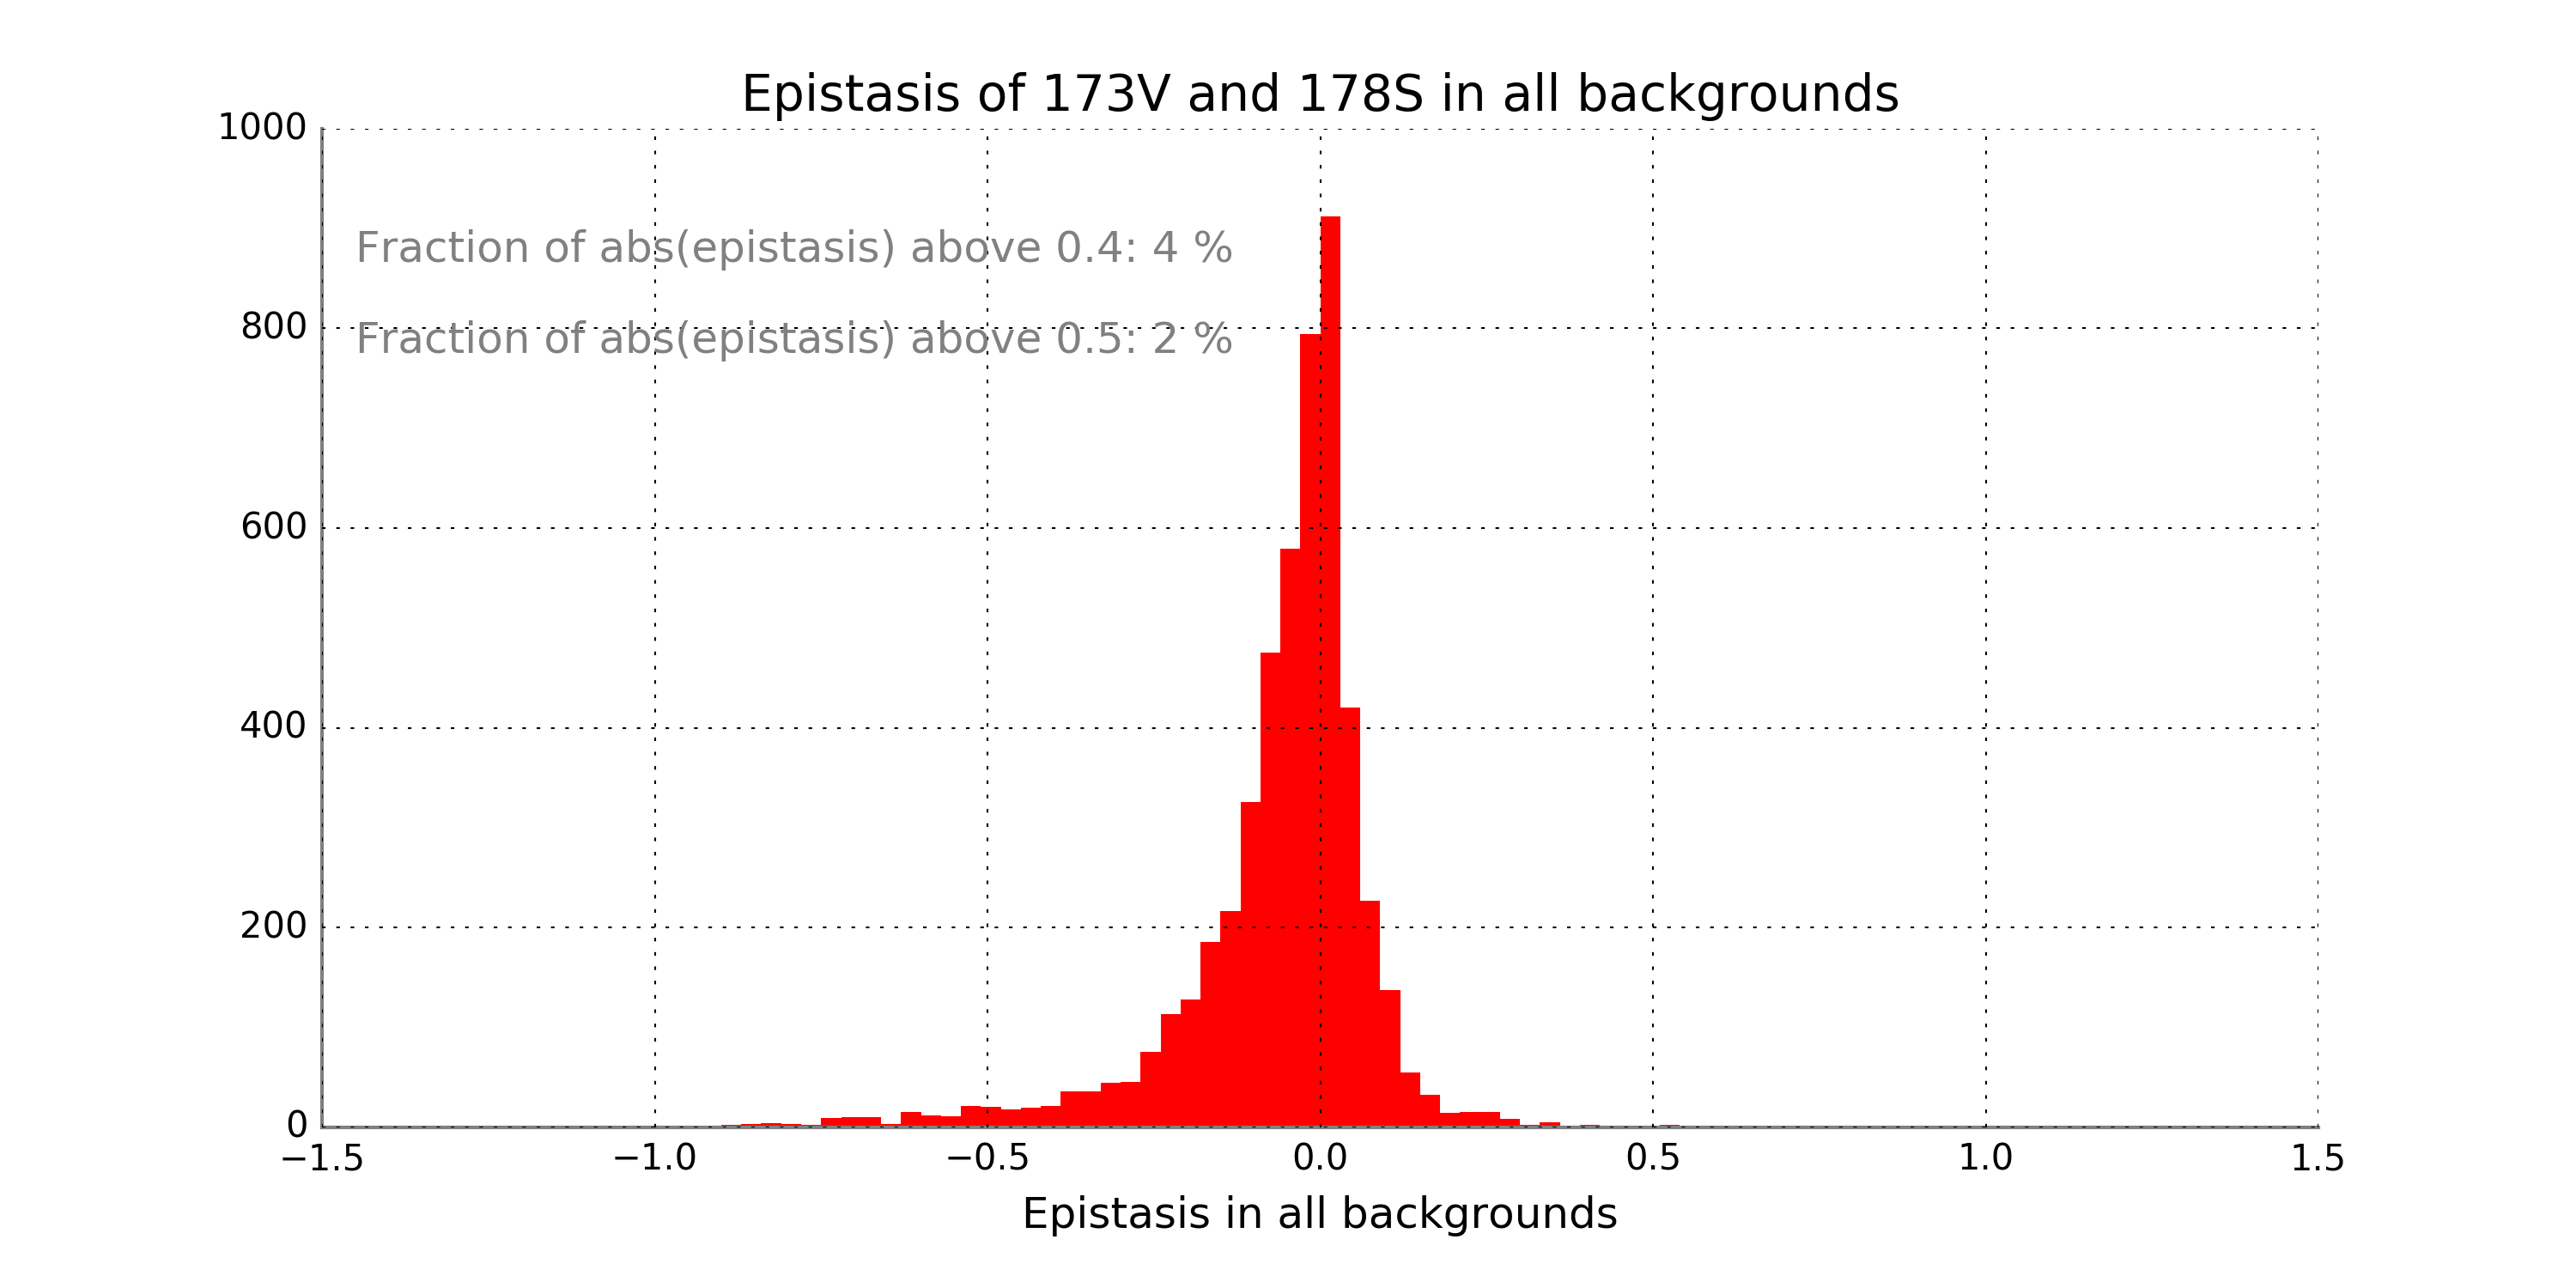 Epistasis of 173V and 178S in all backgrounds
1000
Fraction of abs(epistasis) above 0.4: 4 %
800
Fraction of abs(epistasis) above 0.5: 2 %
600
400
200
0
−1.5 −1.0 −0.5 0.0 0.5 1.0 1.5
Epistasis in all backgrounds